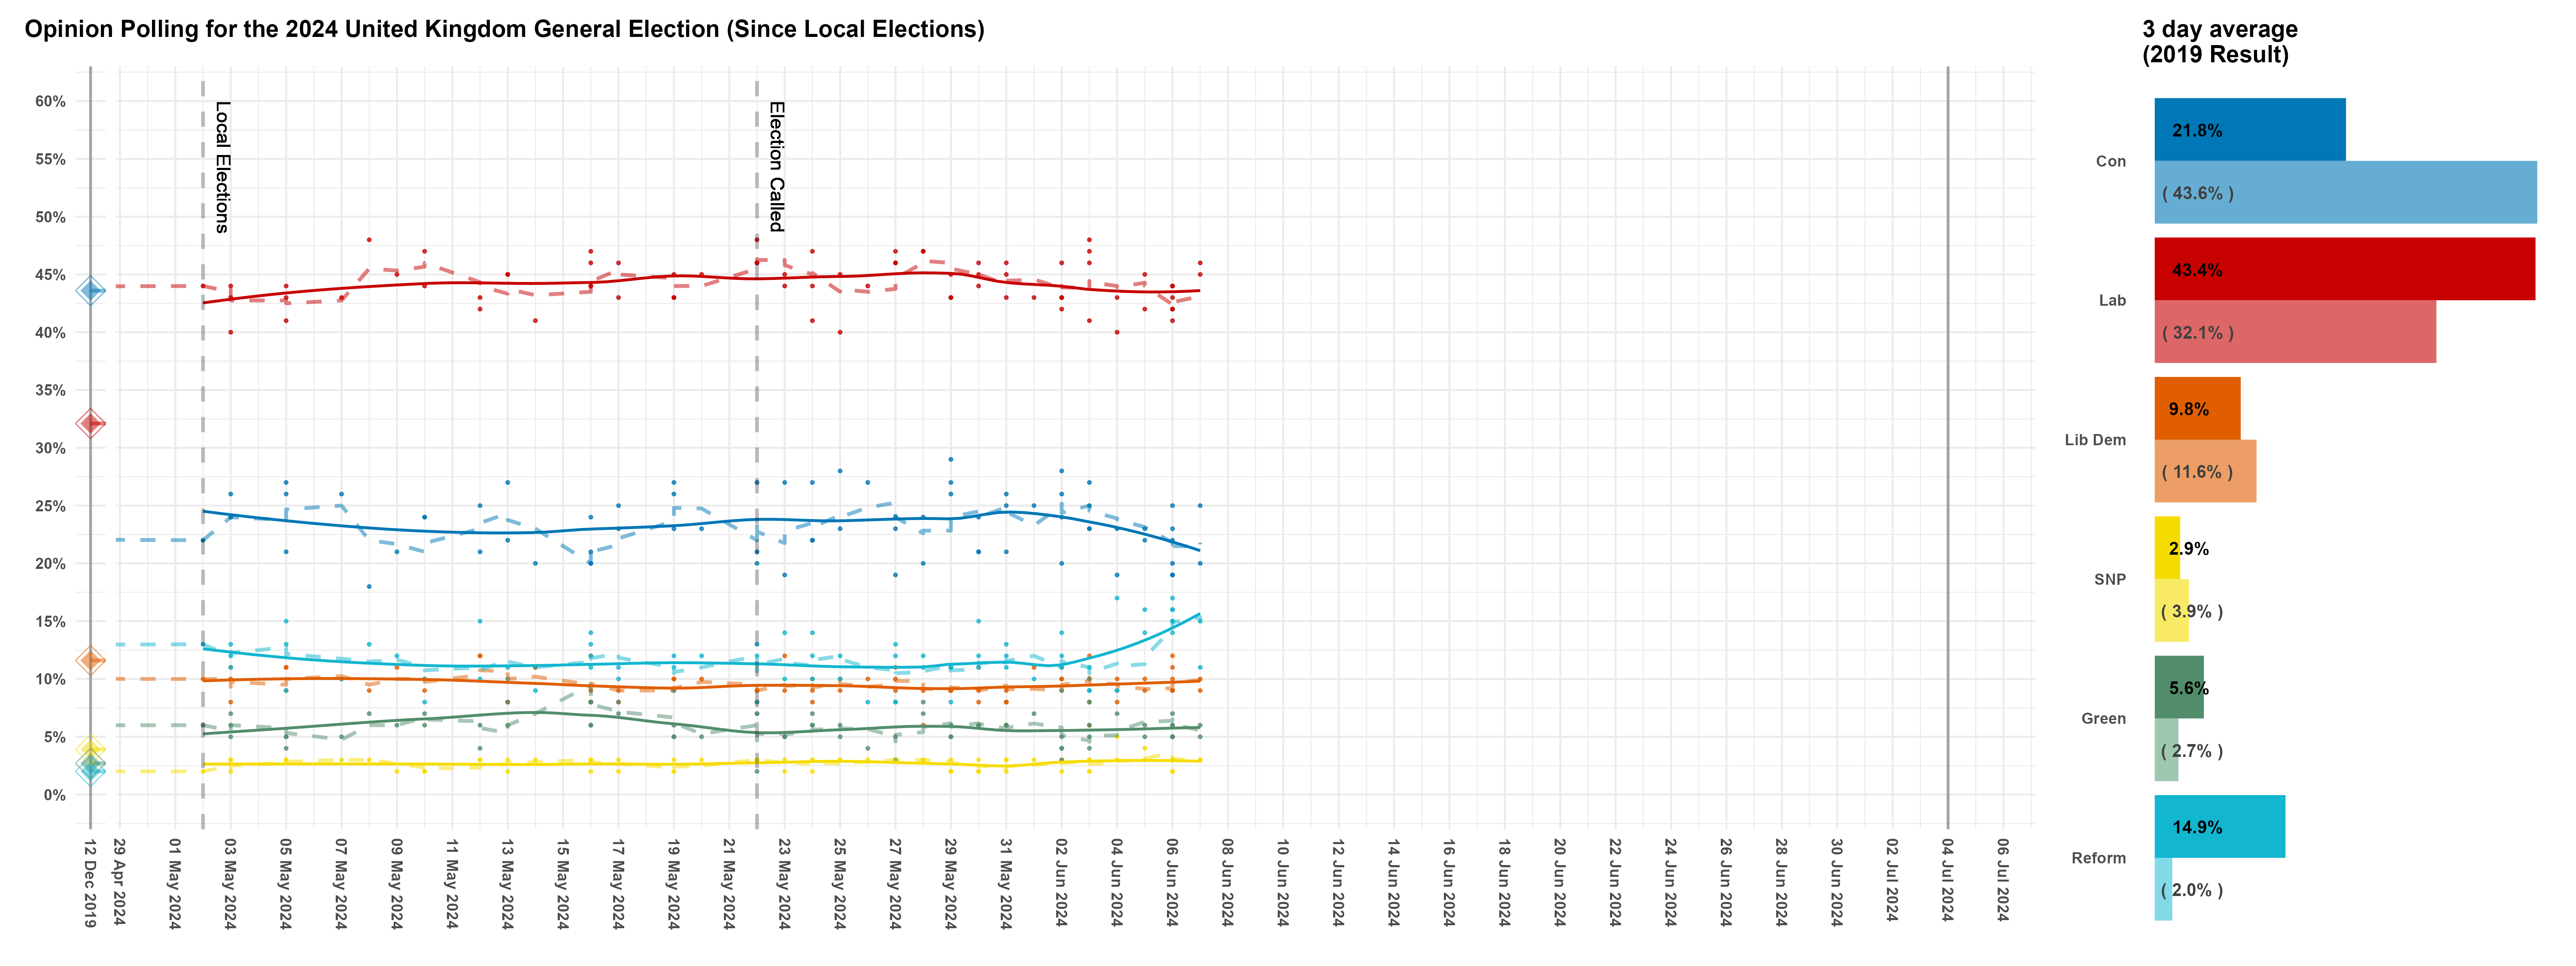 Opinion Polling for the 2024 United Kingdom General Election (Since Local Elections)
60%
55%
50%
45%
40%
35%
30%
25%
20%
15%
10%
5%
0%
Local Elections
Election Called
12 Dec 2019
29 Apr 2024
01 May 2024
03 May 2024
05 May 2024
07 May 2024
09 May 2024
11 May 2024
13 May 2024
15 May 2024
17 May 2024
19 May 2024
21 May 2024
23 May 2024
25 May 2024
27 May 2024
29 May 2024
31 May 2024
02 Jun 2024
04 Jun 2024
06 Jun 2024
08 Jun 2024
10 Jun 2024
12 Jun 2024
14 Jun 2024
16 Jun 2024
18 Jun 2024
20 Jun 2024
22 Jun 2024
24 Jun 2024
26 Jun 2024
28 Jun 2024
30 Jun 2024
02 Jul 2024
04 Jul 2024
06 Jul 2024
3 day average
(2019 Result)
Con
21.8%
( 43.6% )
Lab
43.4%
( 32.1% )
Lib Dem
9.8%
( 11.6% )
SNP
2.9%
( 3.9% )
Green
5.6%
( 2.7% )
Reform
14.9%
( 2.0% )